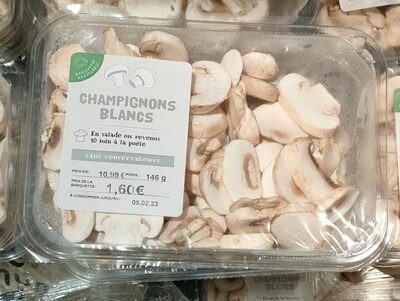 CHAMPIGNONS
BLANCS
En salade ou revenus
10 min à la poêle
sans conservateurs
PRIX KG: 10,99 € POIDS: 146 g
PRIX DE LA
BARQUETTE: 1,60€
À CONSOMMER JUSQU'AU: 09.02.23
CHAMPIGNONS